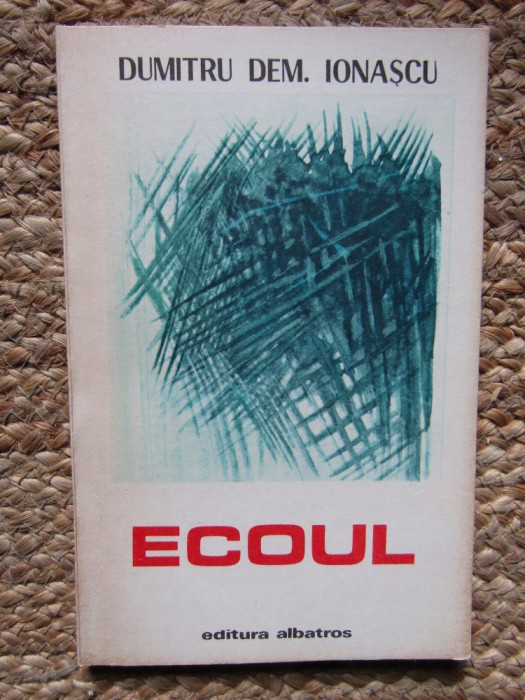 DUMITRU DEM. IONAȘCU
ECOUL
editura albatros